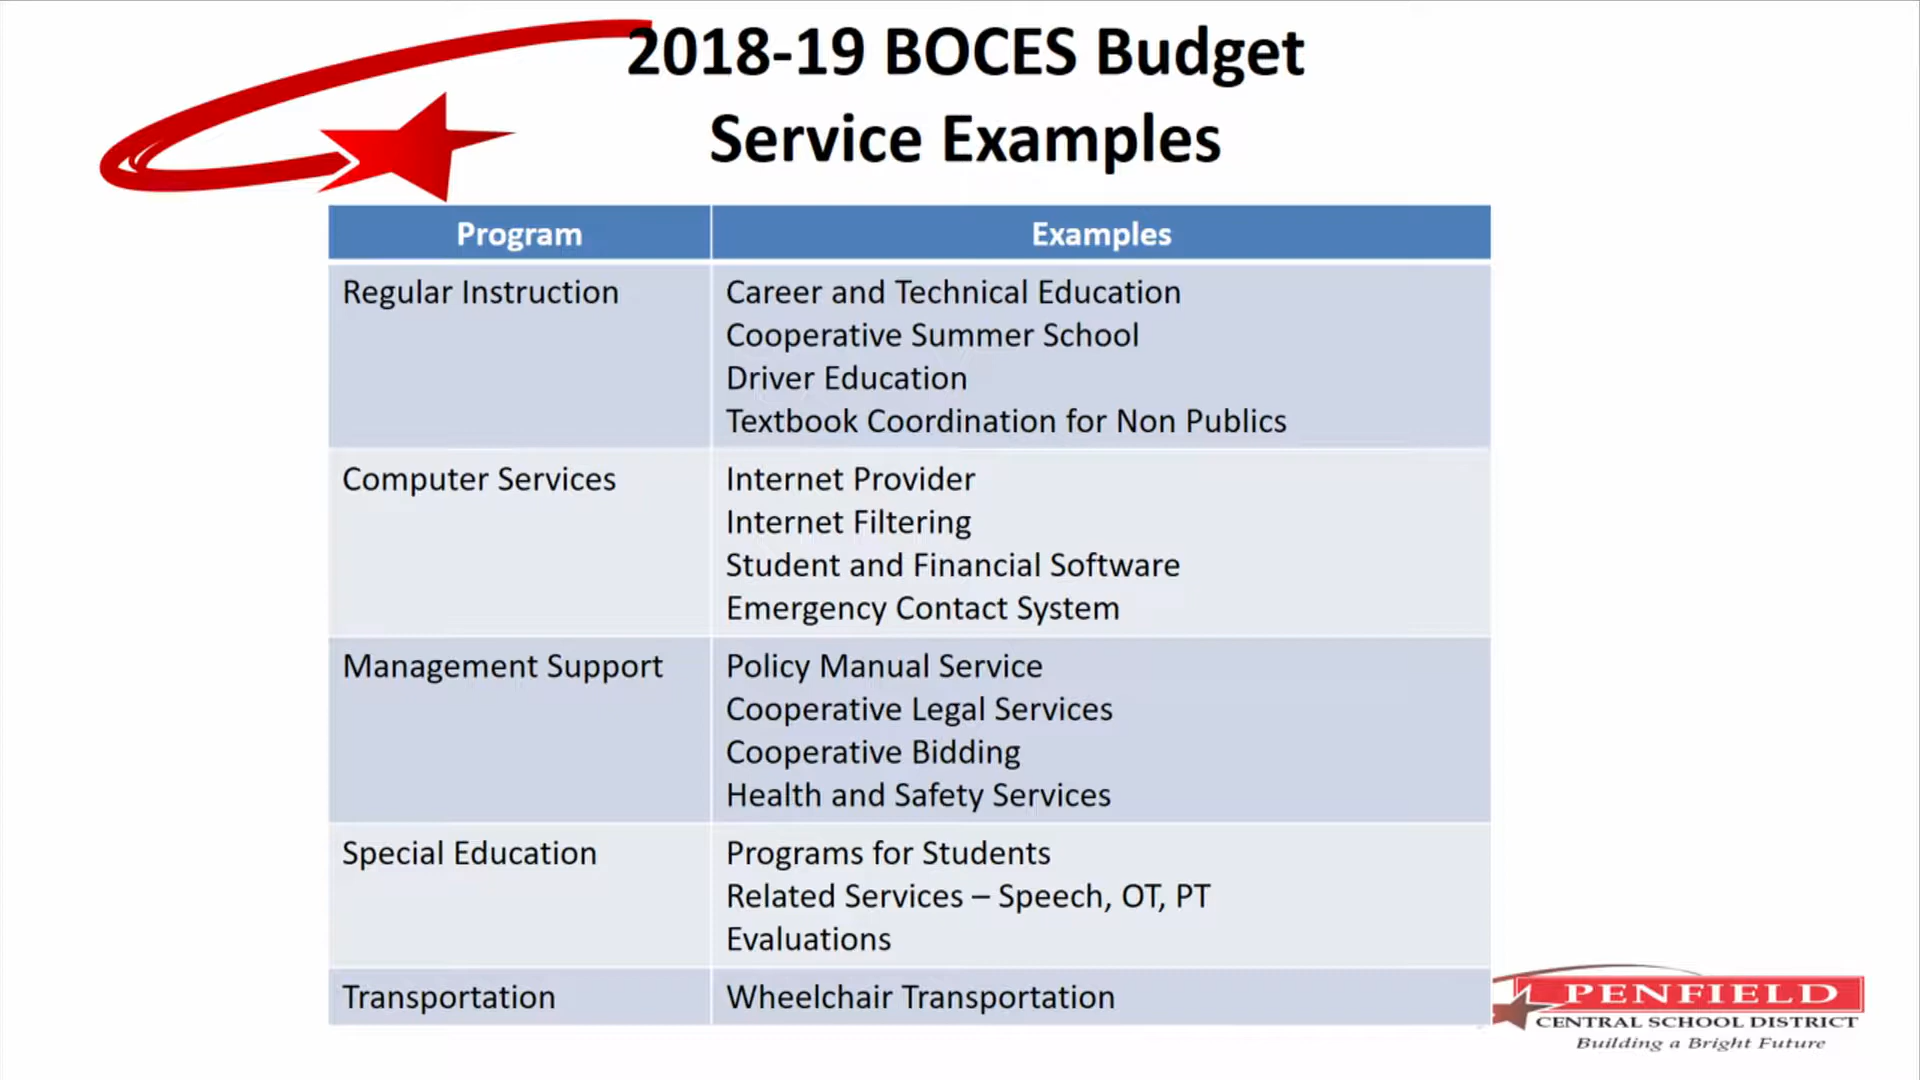 2018-19 BOCES Budget
Service Examples
Program
Examples
Regular Instruction
Career and Technical Education
Cooperative Summer School
Driver Education
Textbook Coordination for Non Publics
Computer Services
Internet Provider
Internet Filtering
Student and Financial Software
Emergency Contact System
Management Support
Policy Manual Service
Cooperative Legal Services
Cooperative Bidding
Health and Safety Services
Special Education
Programs for Students
Related Services – Speech, OT, PT
Evaluations
Transportation
Wheelchair Transportation
PENFIELD
CENTRAL SCHOOL DISTRICT
Building a Bright Future